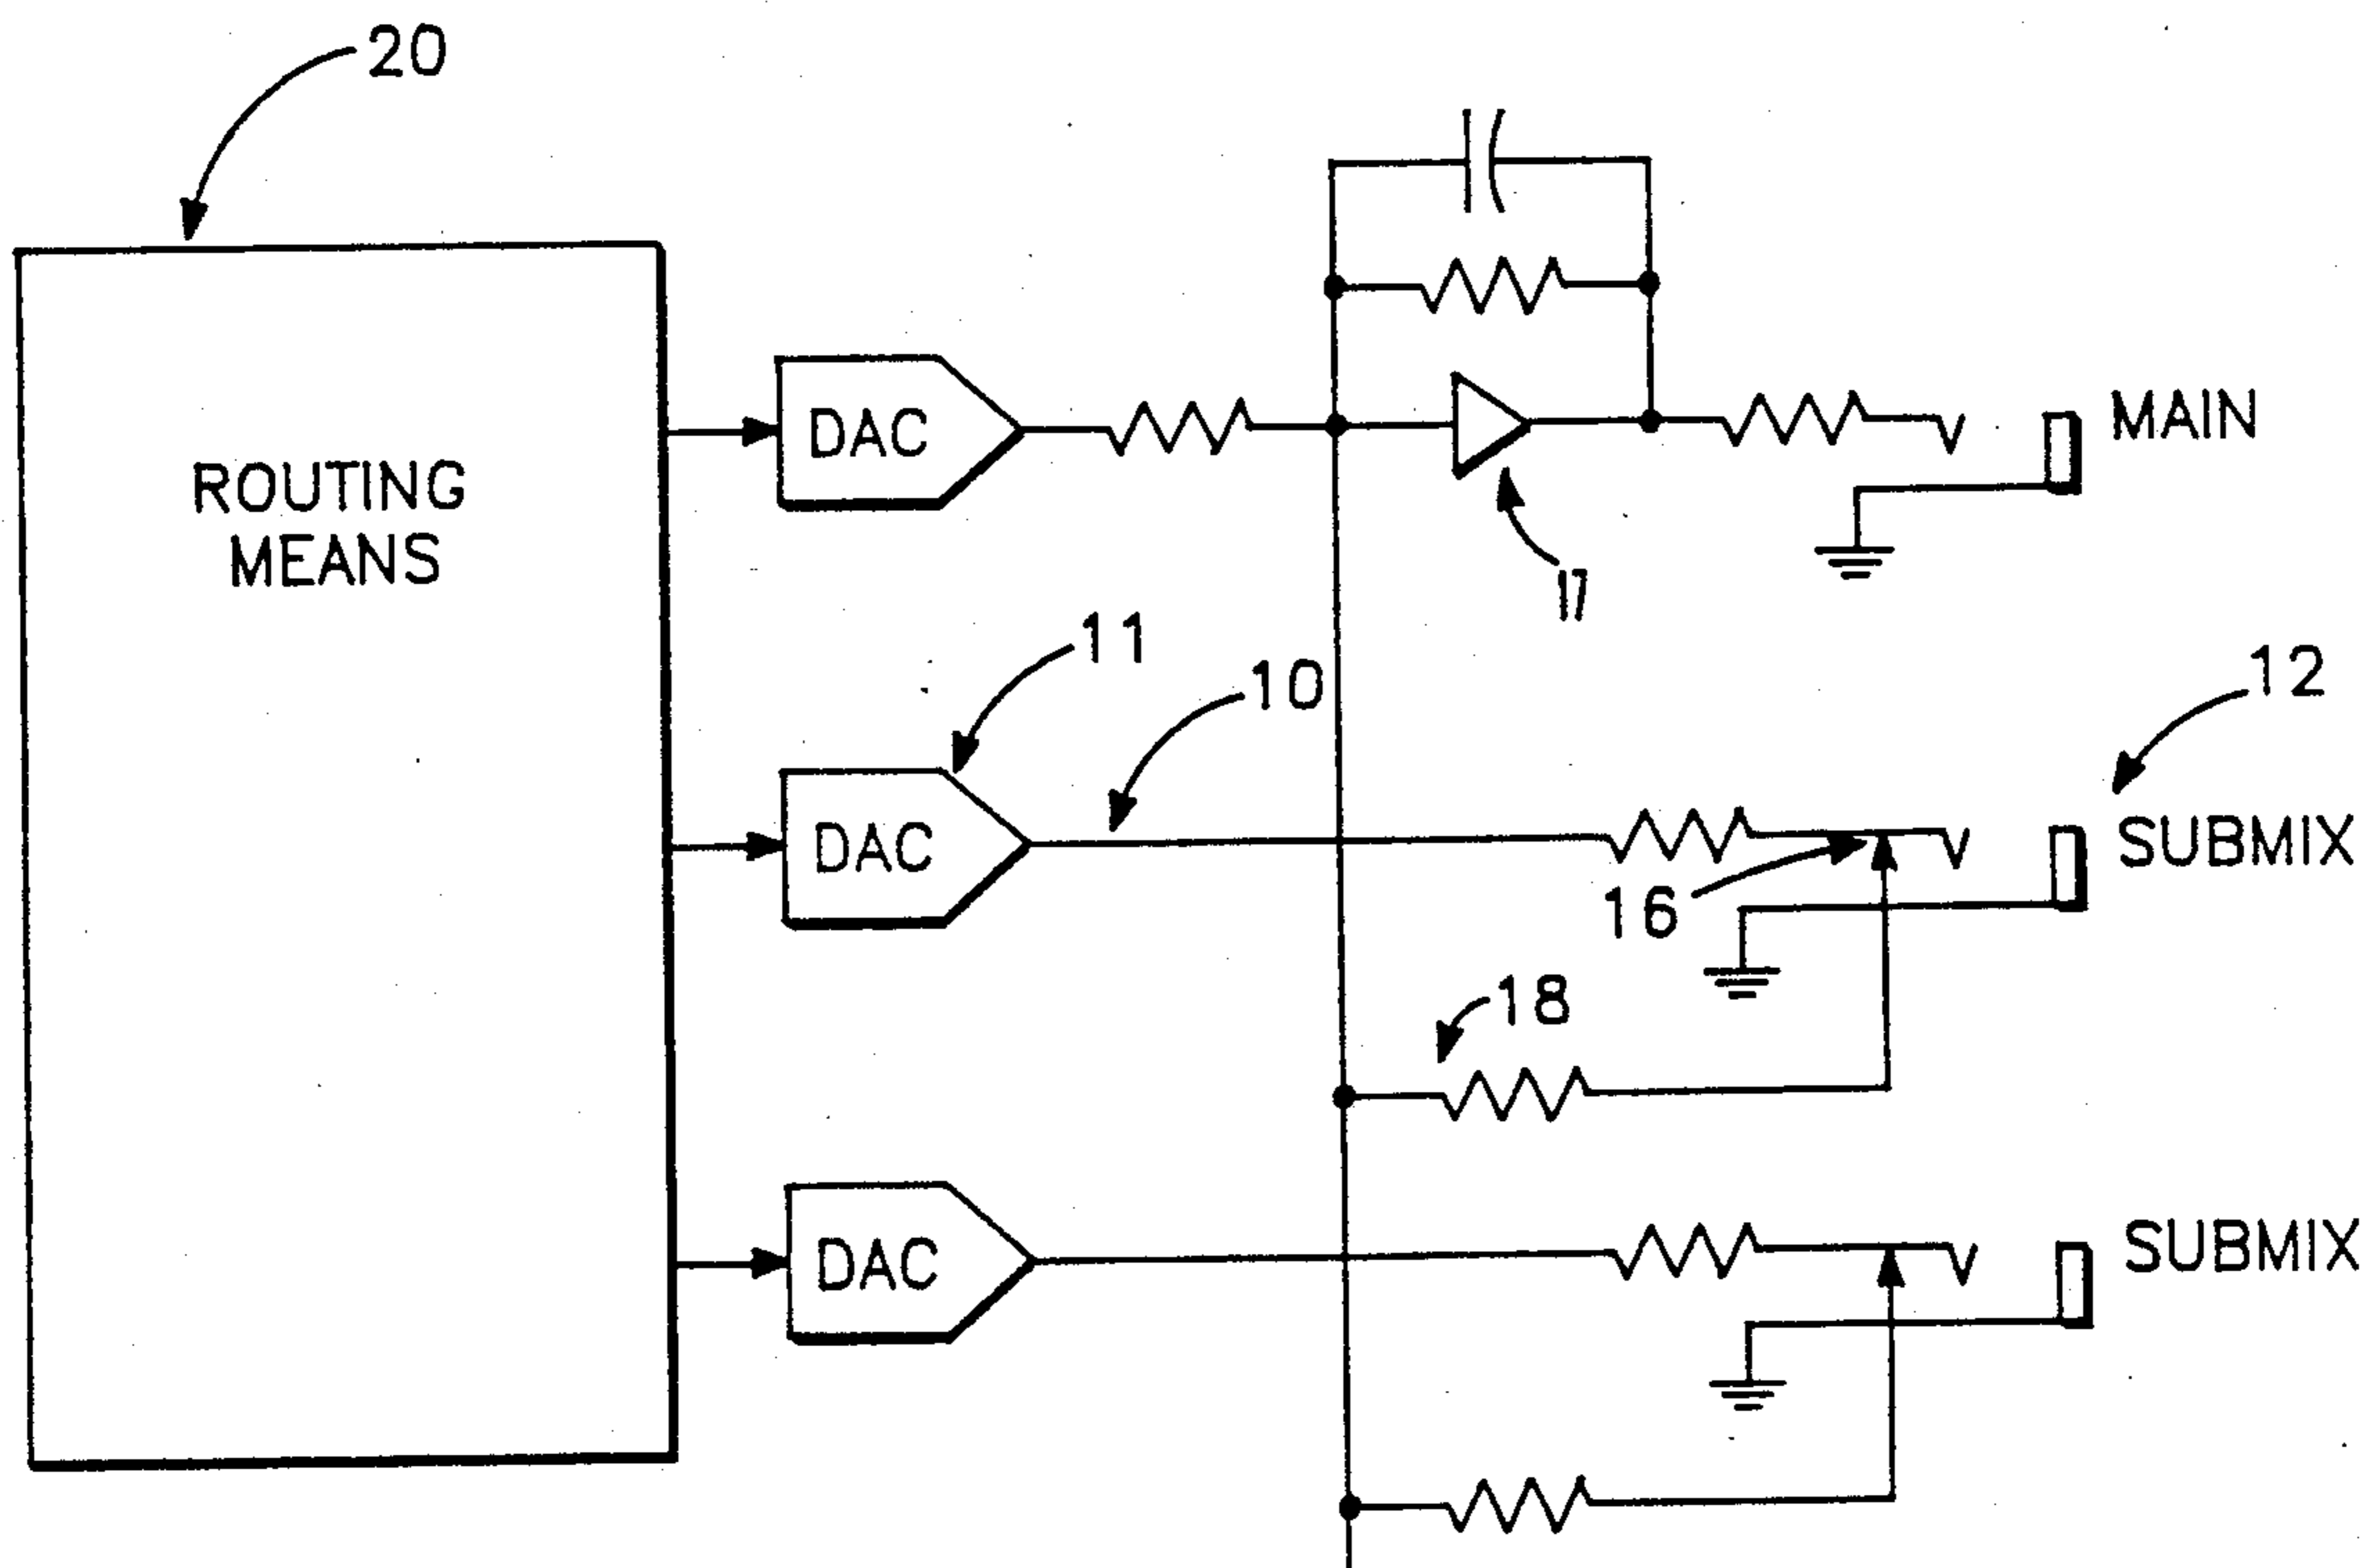 20
ROUTING
MEANS
DAC
MAIN
17
11
10
12
DAC
SUBMIX
16
18
DAC
SUBMIX